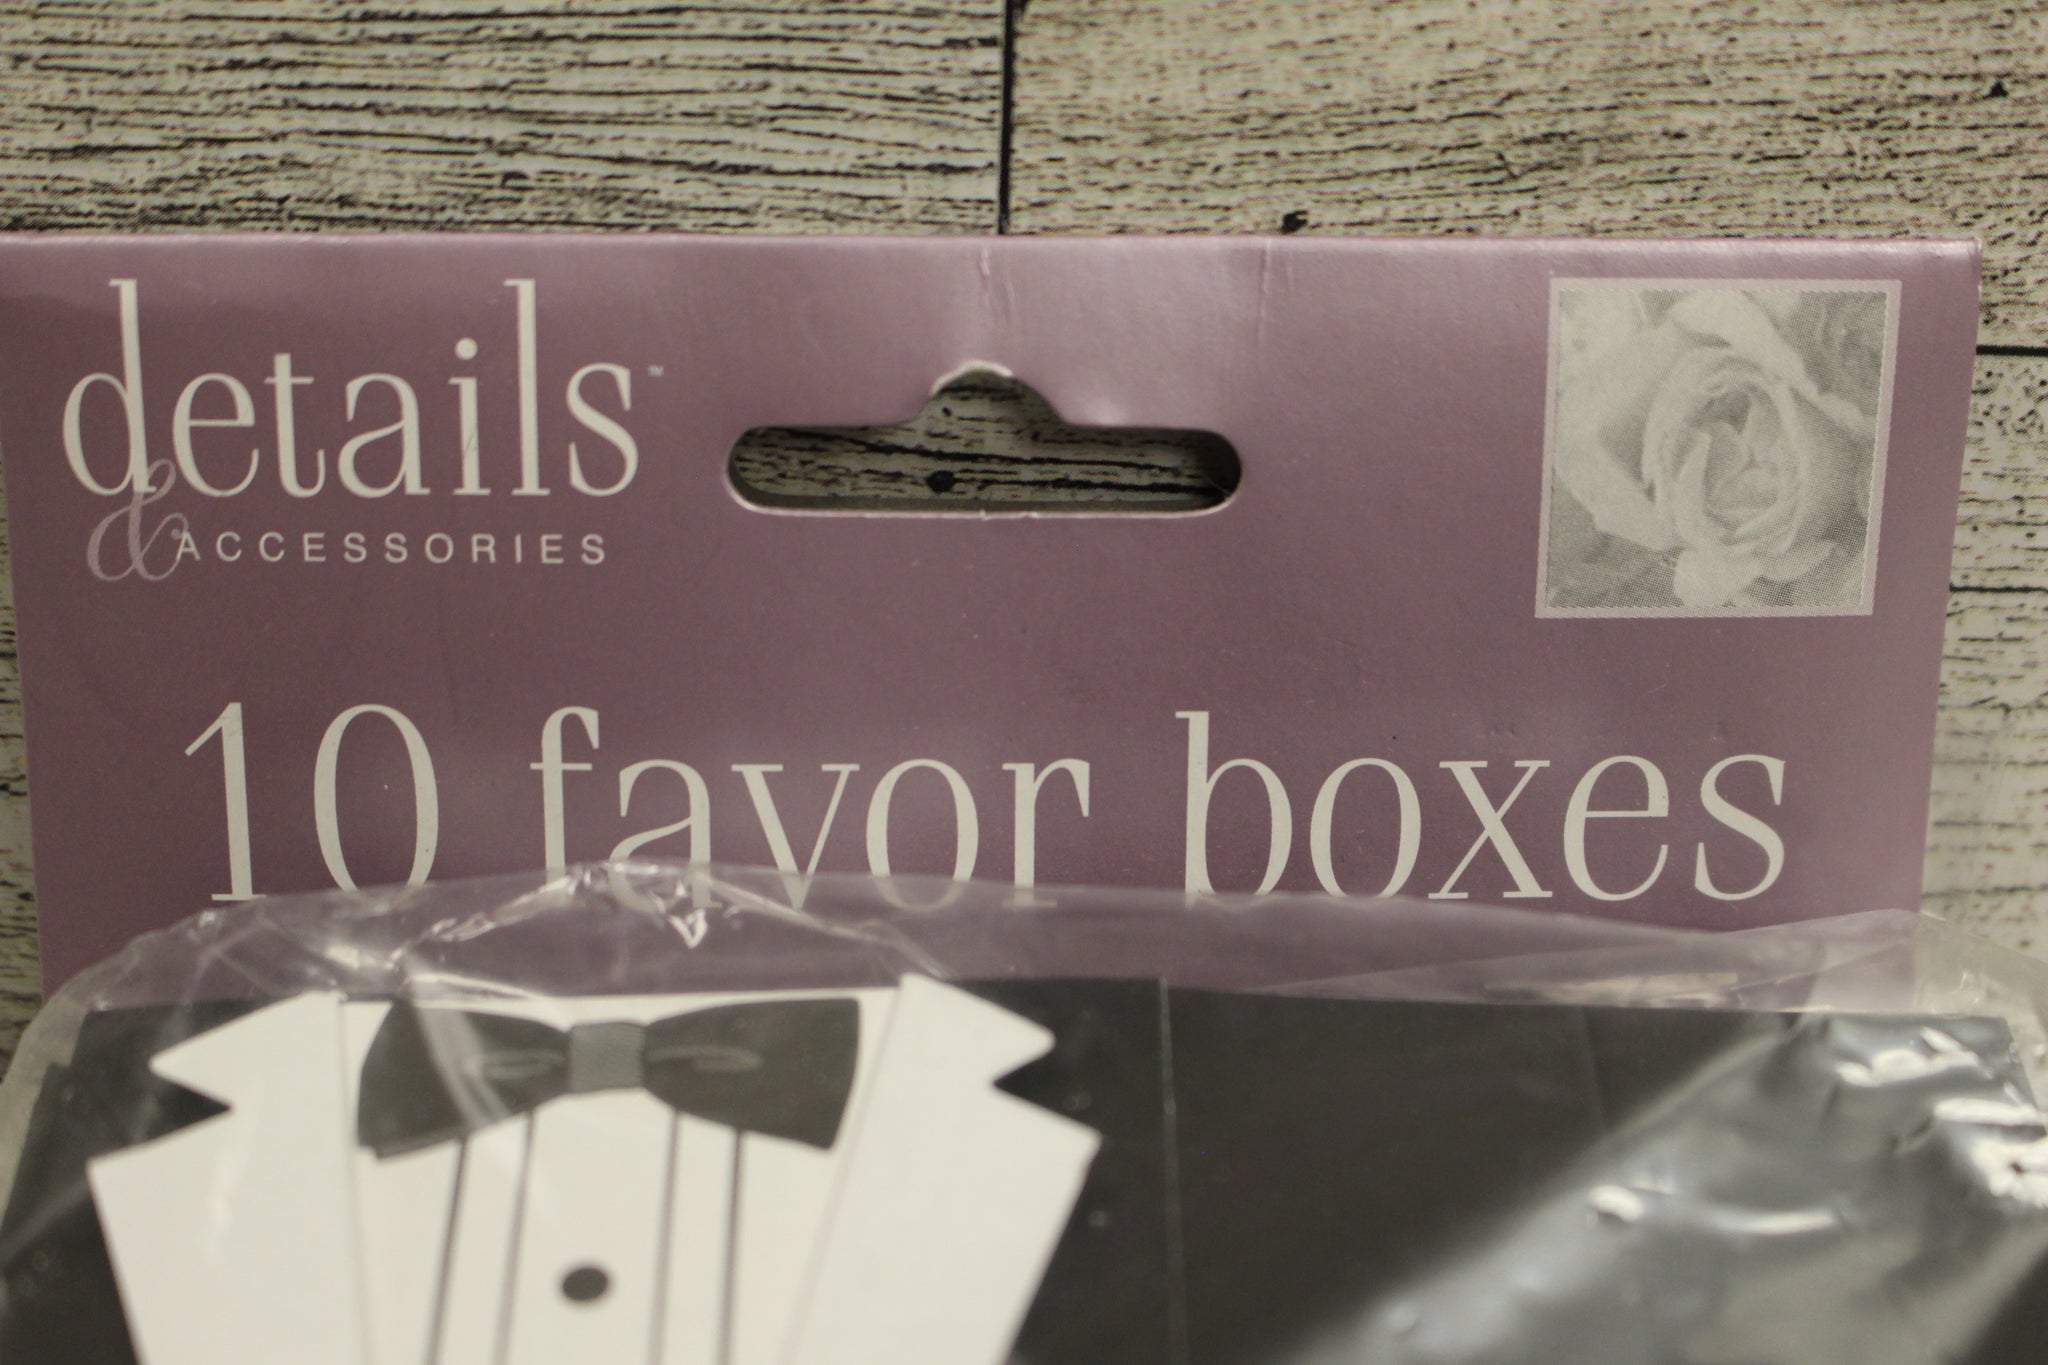 details™
& ACCESSORIES
10 favor boxes